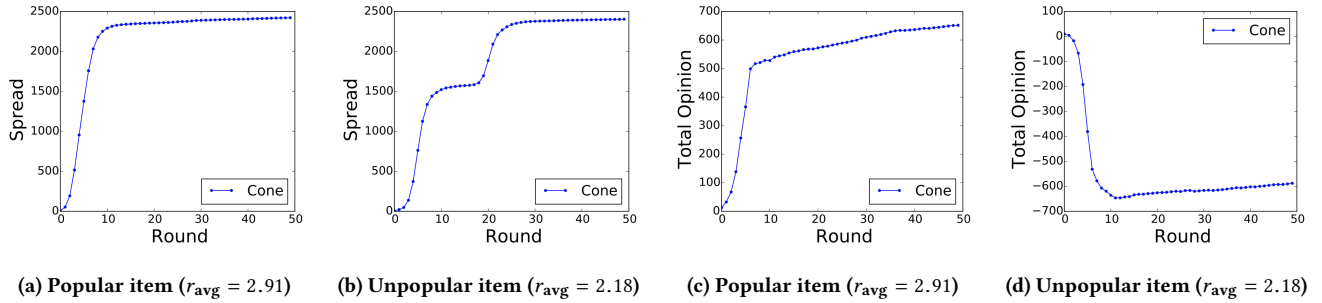 2500
2000
1500
1000
500
0
Spread
0 10 20 30 40 50
Round
Cone
(a) Popular item (r_avg = 2.91)
2500
2000
1500
1000
500
0
Spread
0 10 20 30 40 50
Round
Cone
(b) Unpopular item (r_avg = 2.18)
700
600
500
400
300
200
100
0
Total Opinion
0 10 20 30 40 50
Round
Cone
(c) Popular item (r_avg = 2.91)
100
0
−100
−200
−300
−400
−500
−600
−700
Total Opinion
0 10 20 30 40 50
Round
Cone
(d) Unpopular item (r_avg = 2.18)